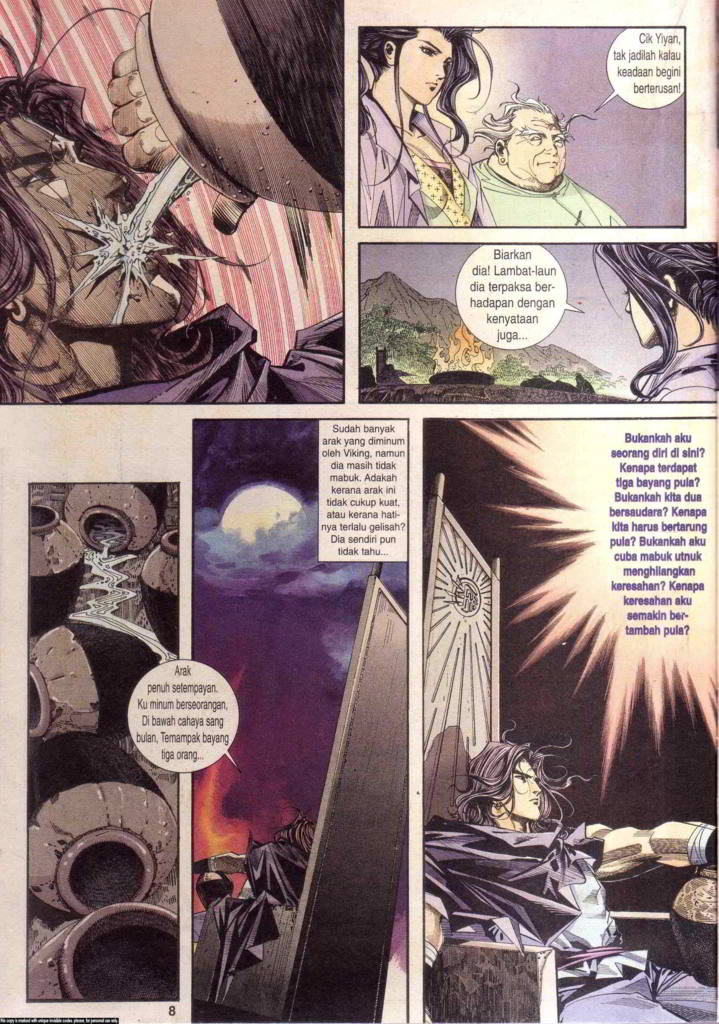 Cik Yiyan,
tak jadilah kalau
keadaan begini
berterusan!
Biarkan
dia! Lambat-laun
dia terpaksa ber-
hadapan dengan
kenyataan
juga...
Arak
penuh setempayan.
Ku minum berseorangan,
Di bawah cahaya sang
bulan, Temampak bayang
tiga orang...
Sudah banyak
arak yang diminum
oleh Viking, namun
dia masih tidak
mabuk. Adakah
kerana arak ini
tidak cukup kuat,
atau kerana hati-
nya terlalu gelisah?
Dia sendiri pun
tidak tahu...
Bukankah aku
seorang diri di sini?
Kenapa terdapat
tiga bayang pula?
Bukankah kita dua
bersaudara? Kenapa
kita harus bertarung
pula? Bukankah aku
cuba mabuk utnuk
menghilangkan
keresahan? Kenapa
keresahan aku
semakin ber-
tambah pula?
8